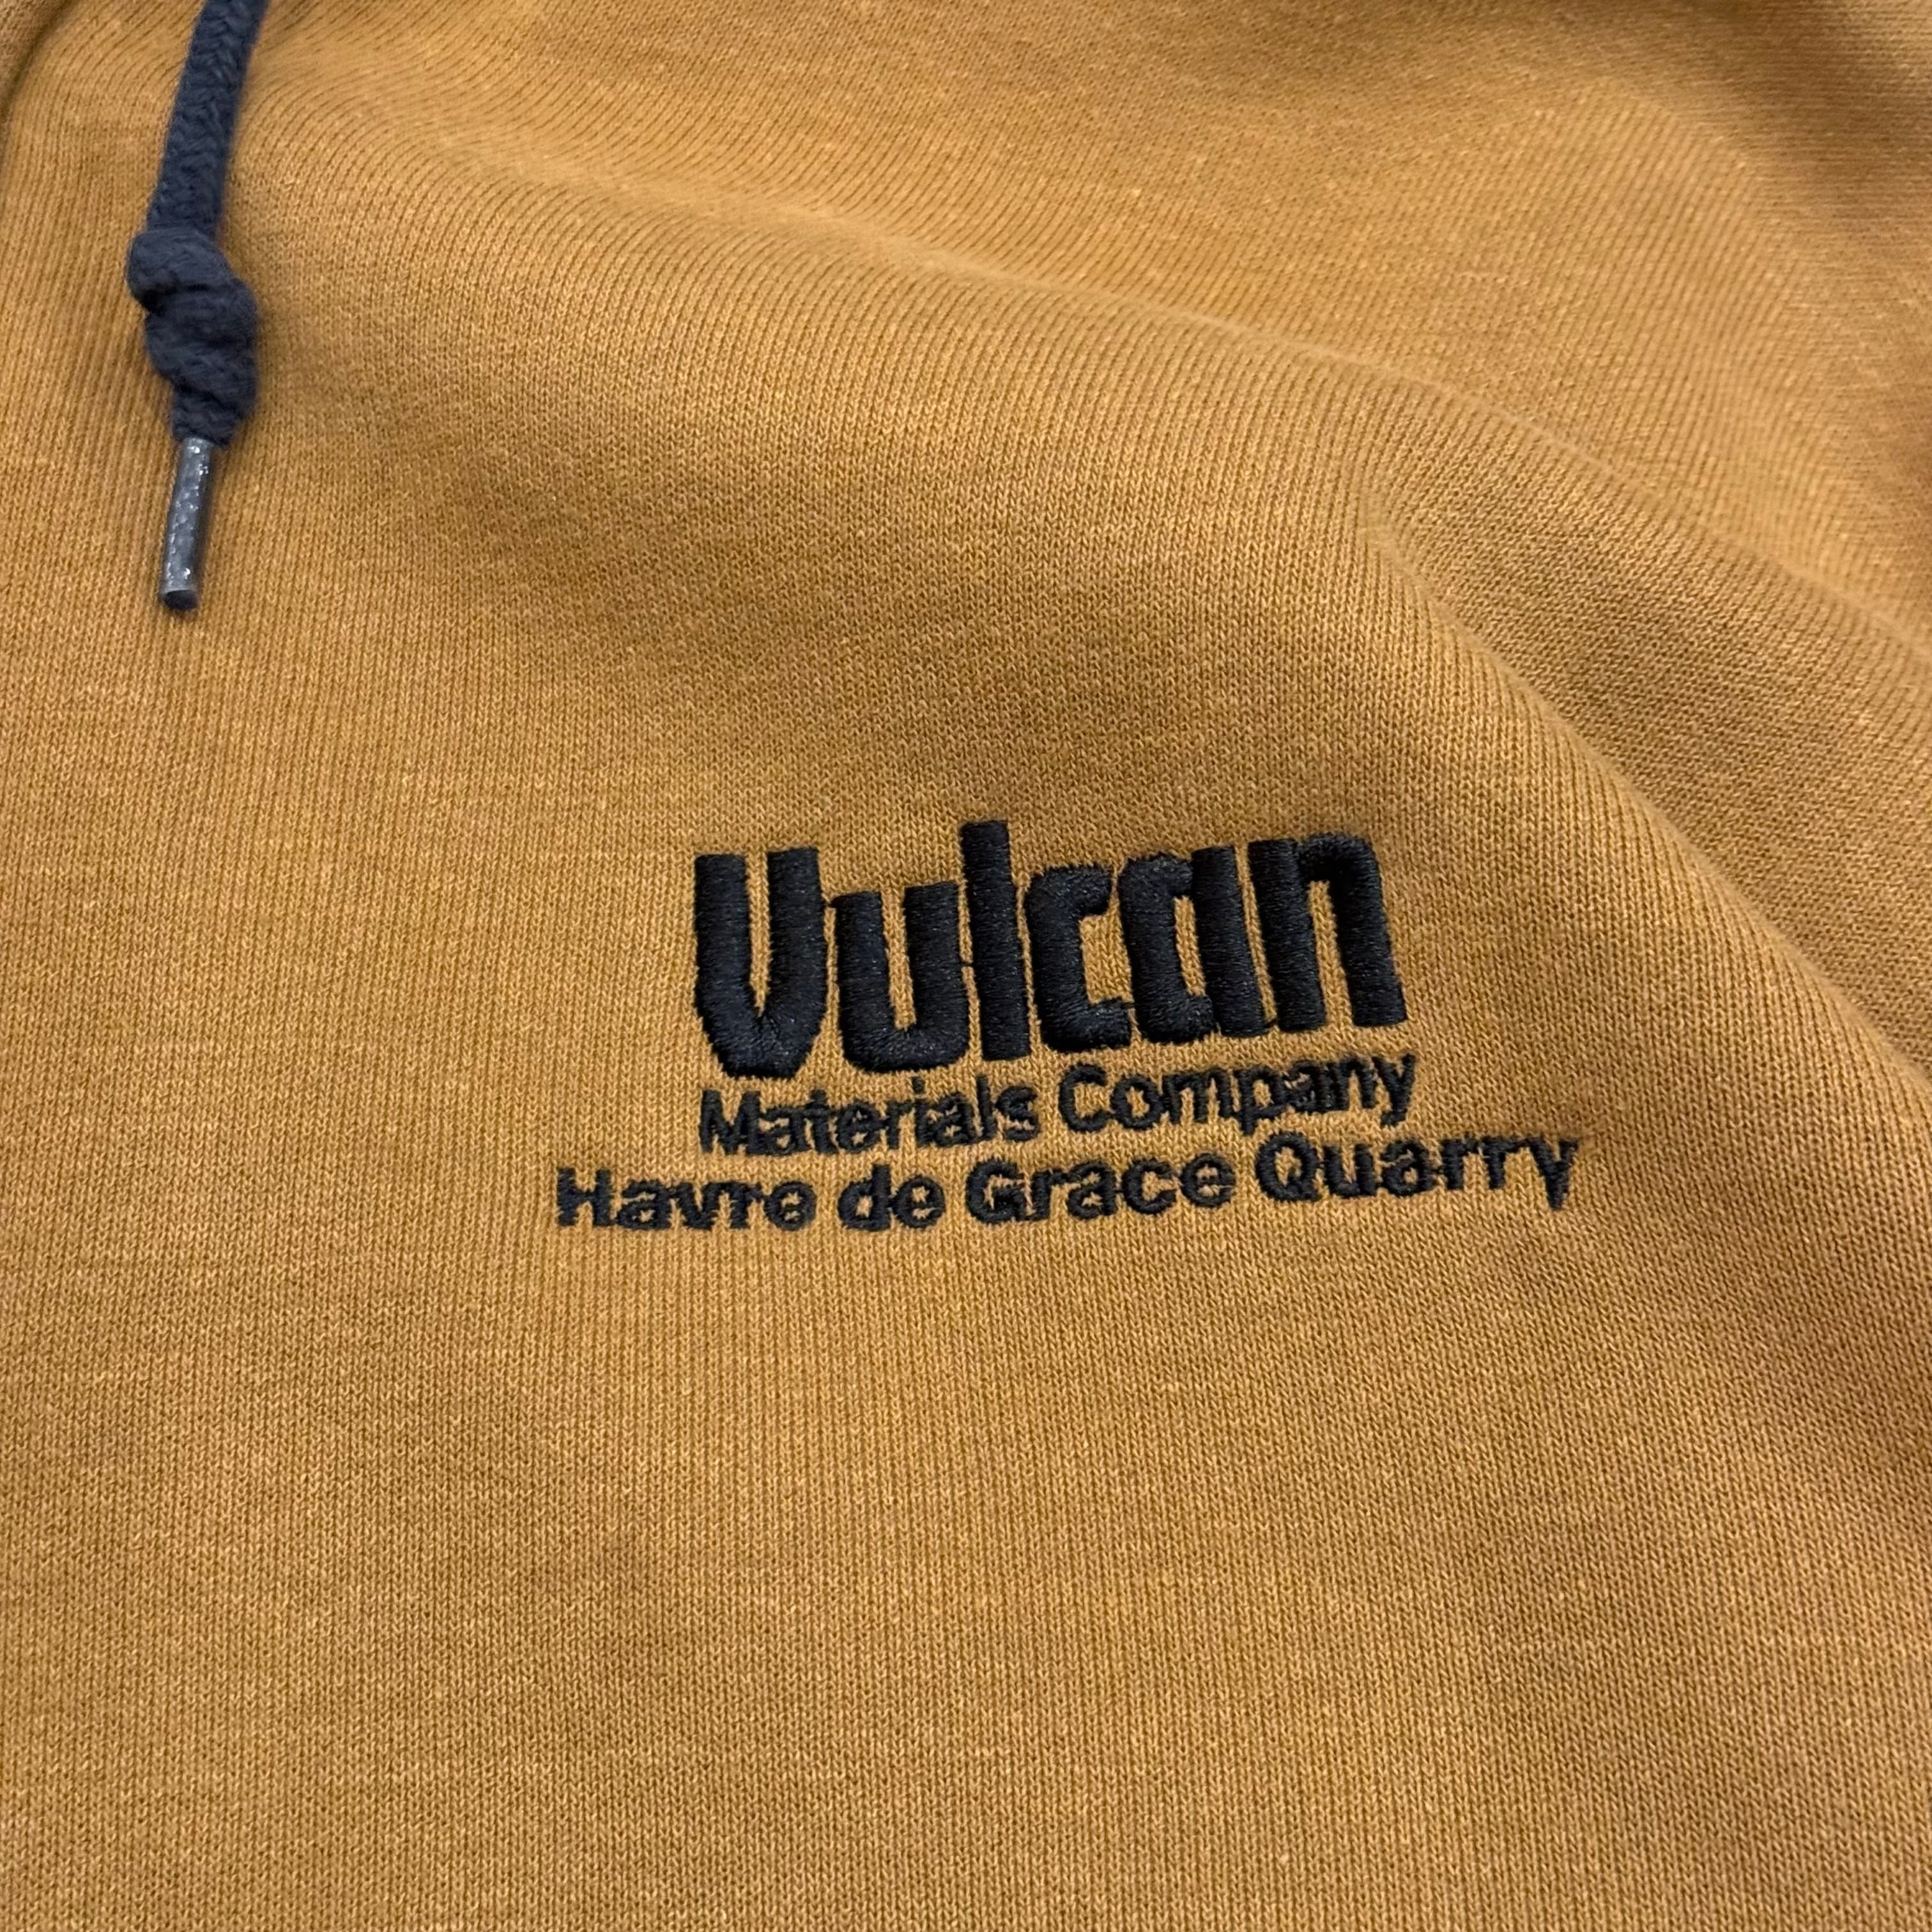 Vulcan
Materials Company
Havre de Grace Quarry